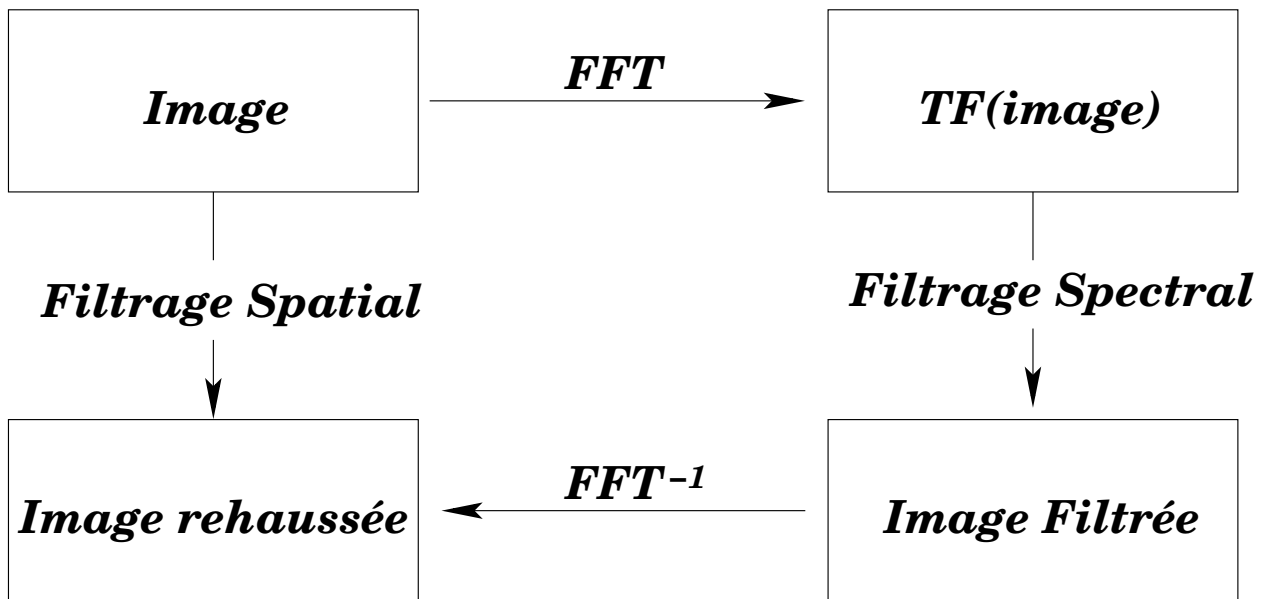 FFT
Image
TF(image)
Filtrage Spatial
Filtrage Spectral
FFT⁻¹
Image rehaussée
Image Filtrée